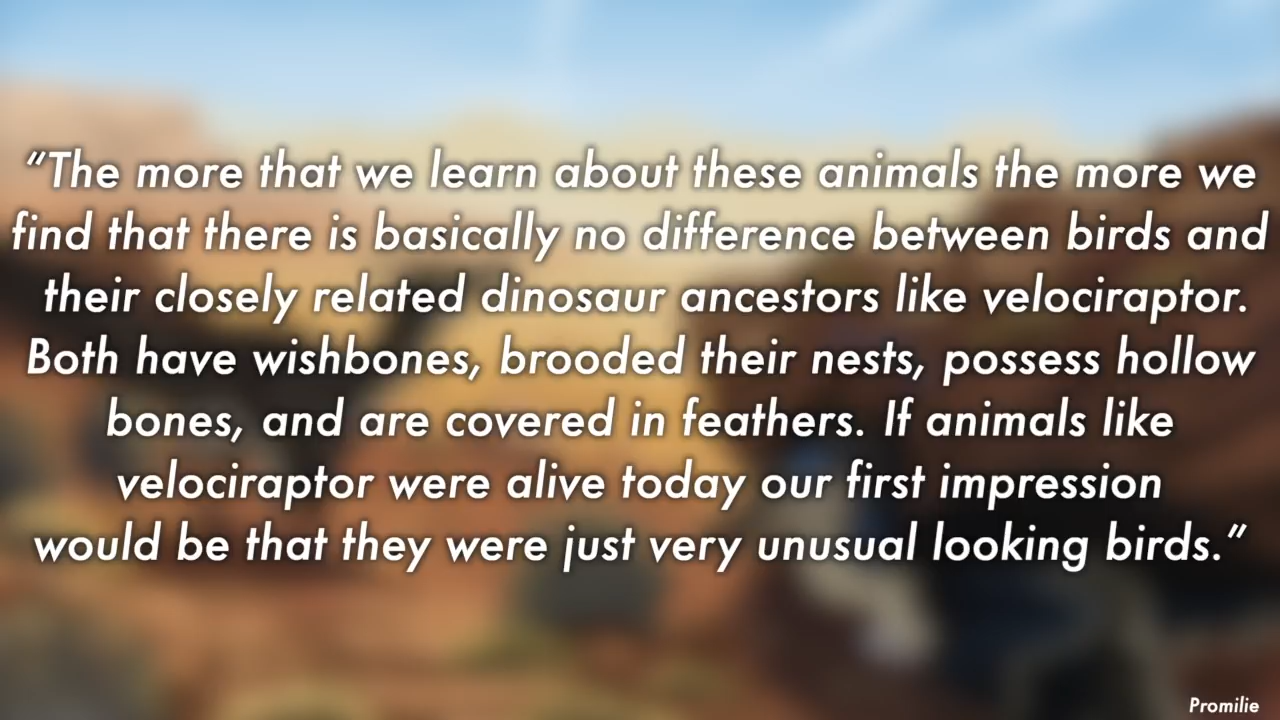 “The more that we learn about these animals the more we
find that there is basically no difference between birds and
their closely related dinosaur ancestors like velociraptor.
Both have wishbones, brooded their nests, possess hollow
bones, and are covered in feathers. If animals like
velociraptor were alive today our first impression
would be that they were just very unusual looking birds.”
Promilie